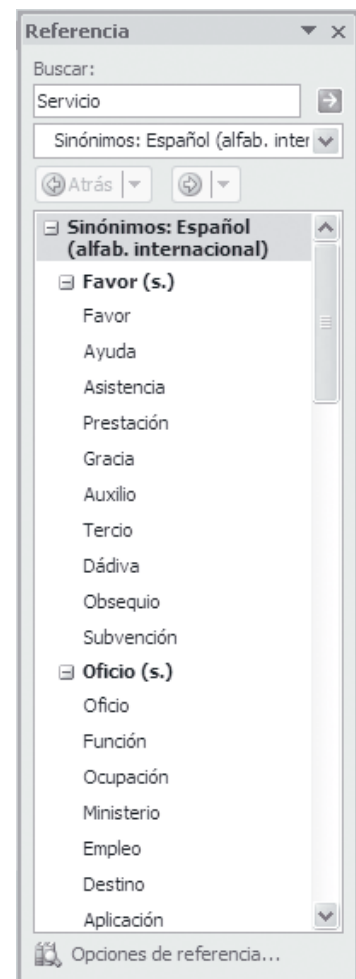 Referencia
Buscar:
Servicio
Sinónimos: Español (alfab. inter
Atrás
Sinónimos: Español
(alfab. internacional)
Favor (s.)
Favor
Ayuda
Asistencia
Prestación
Gracia
Auxilio
Tercio
Dádiva
Obsequio
Subvención
Oficio (s.)
Oficio
Función
Ocupación
Ministerio
Empleo
Destino
Aplicación
Opciones de referencia...